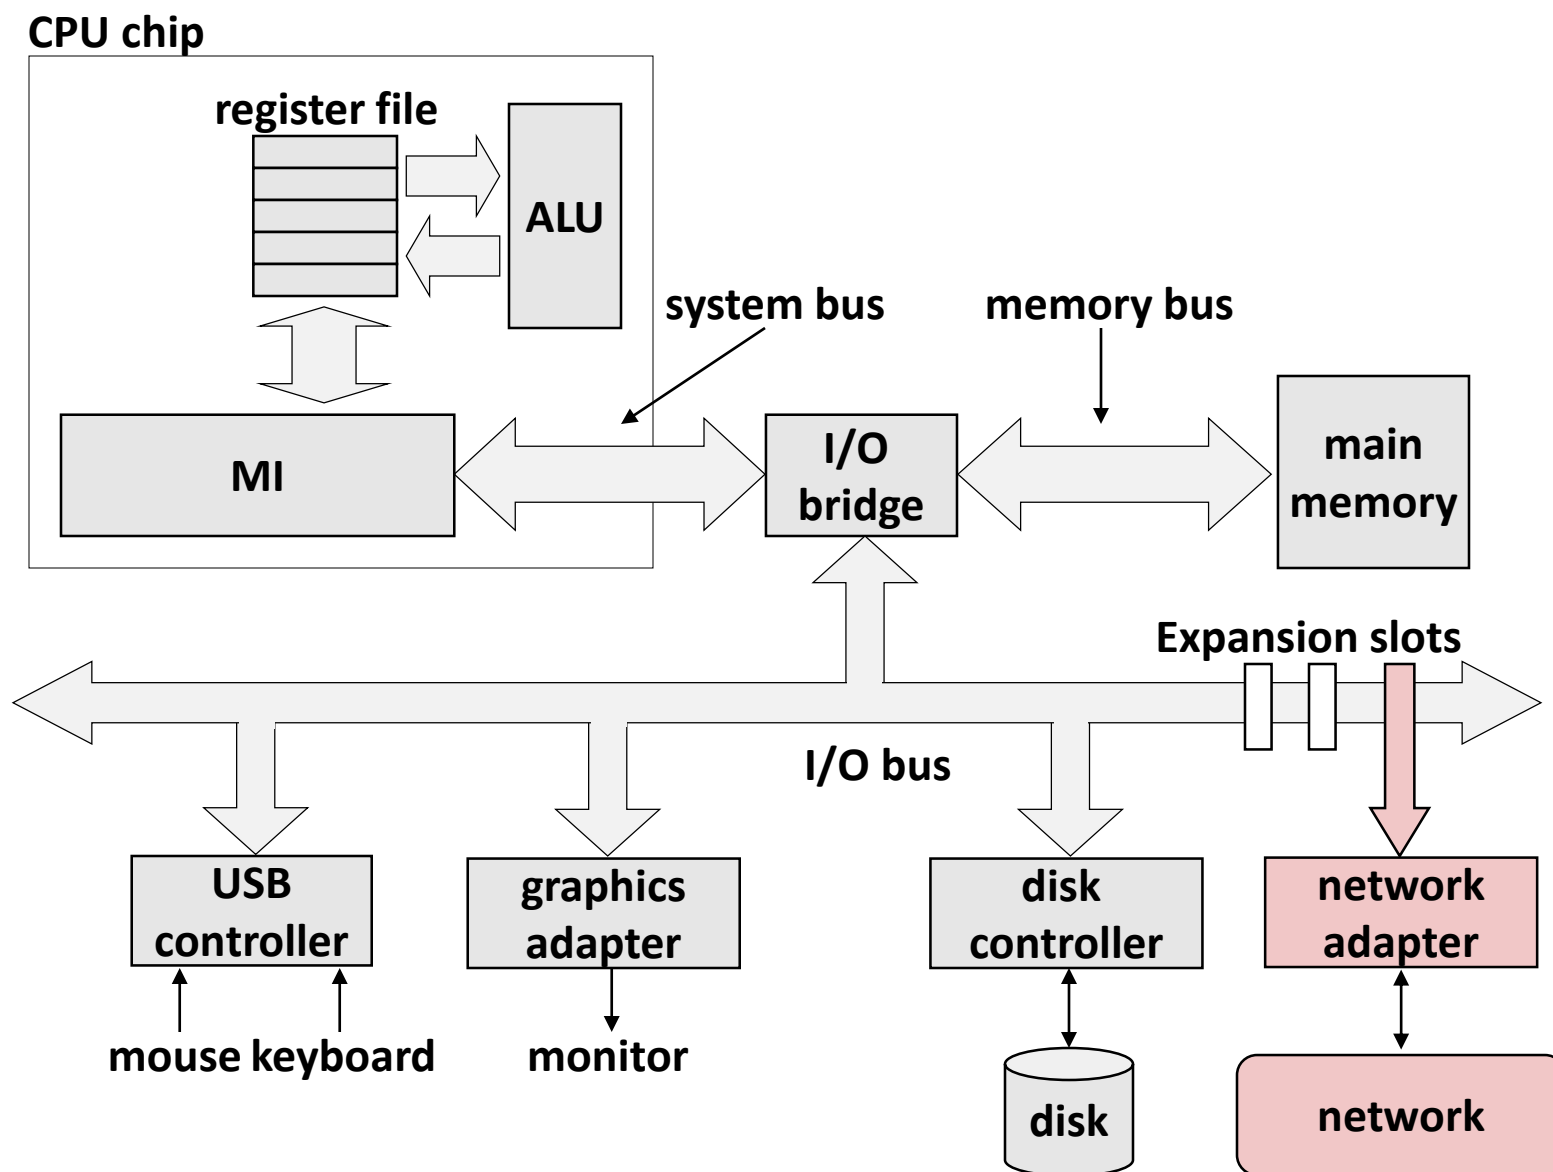 CPU chip
register file
ALU
system bus
memory bus
MI
I/O
bridge
main
memory
Expansion slots
I/O bus
USB
controller
graphics
adapter
disk
controller
network
adapter
mouse keyboard
monitor
disk
network